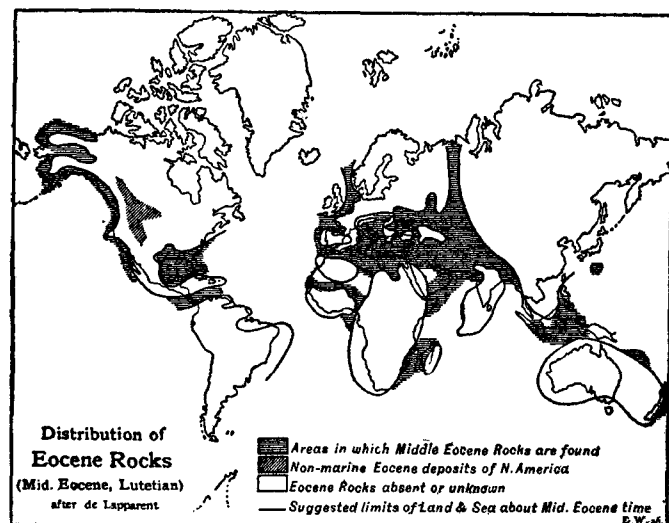 Distribution of
Eocene Rocks
(Mid. Eocene, Lutetian)
after de Lapparent
Areas in which Middle Eocene Rocks are found
Non-marine Eocene deposits of N. America
Eocene Rocks absent or unknown
Suggested limits of Land & Sea about Mid. Eocene time